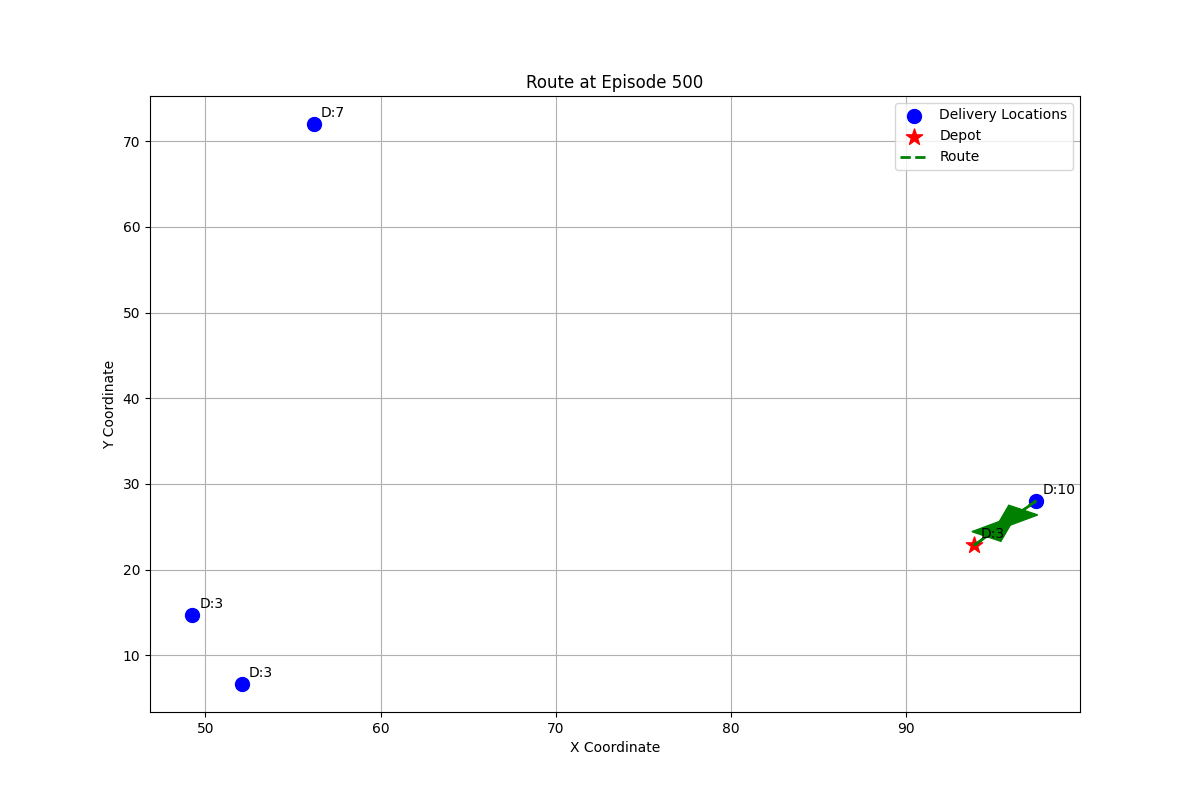 Route at Episode 500
D:7
Delivery Locations
Depot
Route
70
60
50
40
30
20
10
Y Coordinate
D:10
D:3
D:3
D:3
50
60
70
80
90
X Coordinate